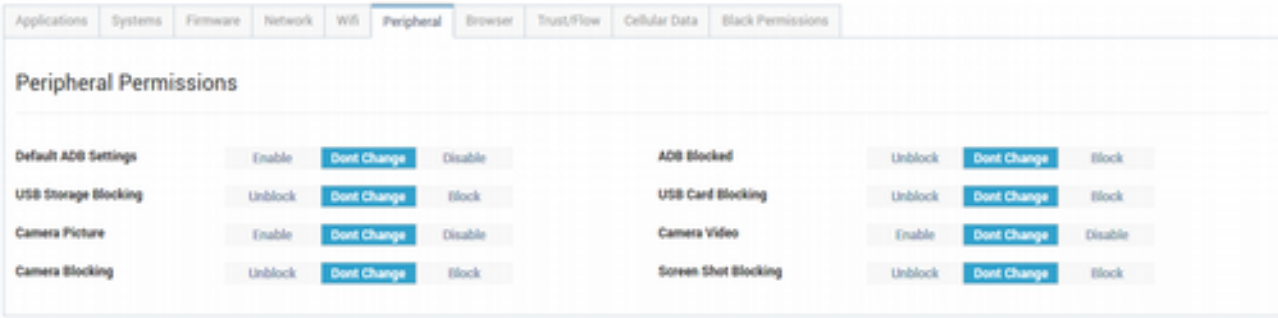 Applications Systems Firmware Network Wifi Peripheral Browser Trust/Flow Cellular Data Black Permissions
Peripheral Permissions
Default ADB Settings Enable Dont Change Disable ADB Blocked Unblock Dont Change Block
USB Storage Blocking Unblock Dont Change Block USB Card Blocking Unblock Dont Change Block
Camera Picture Enable Dont Change Disable Camera Video Enable Dont Change Disable
Camera Blocking Unblock Dont Change Block Screen Shot Blocking Unblock Dont Change Block